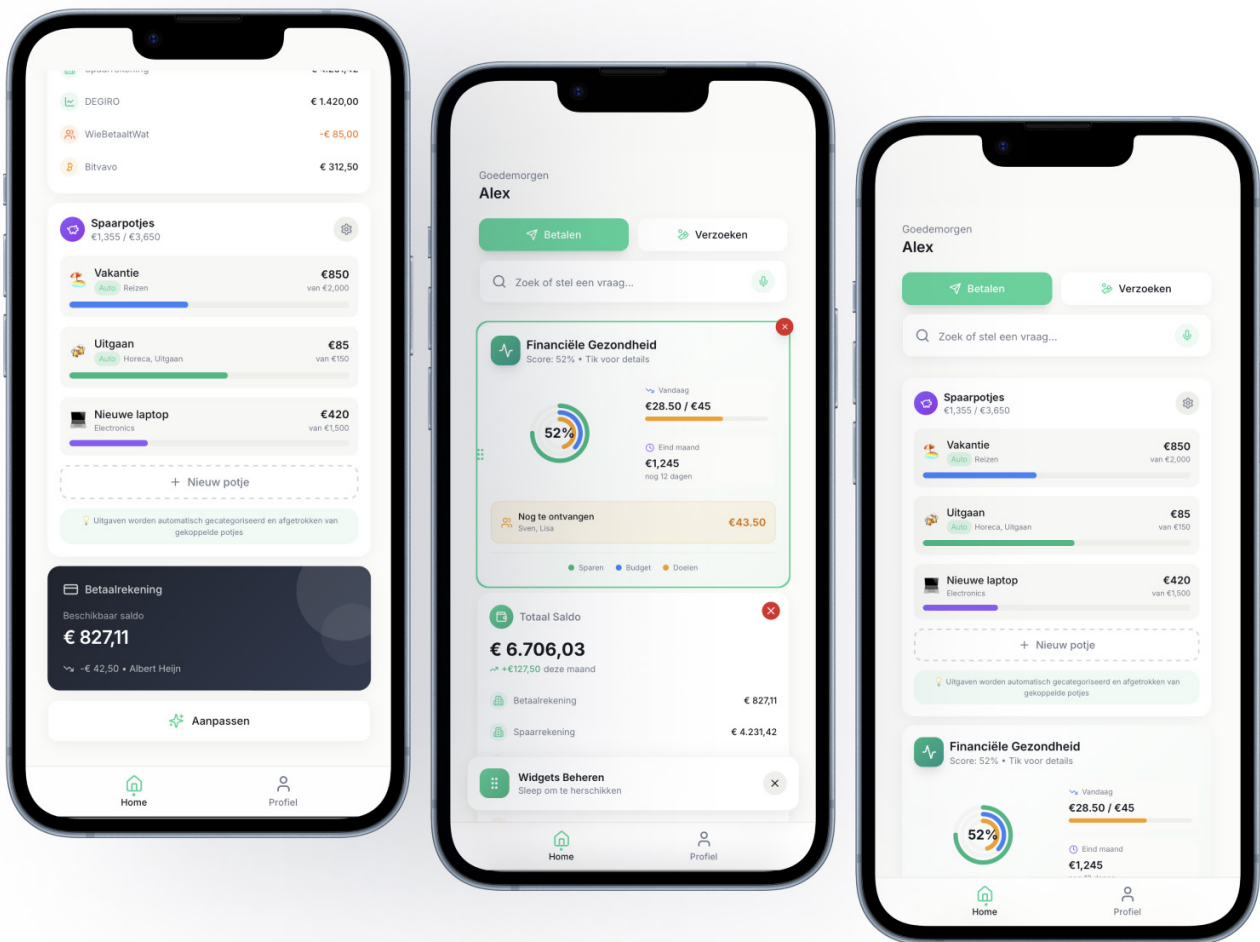 € 4.231,42
DEGIRO € 1.420,00
WieBetaaltWat -€ 85,00
Bitvavo € 312,50
Spaarpotjes
€1,355 / €3,650
Vakantie €850
Auto Reizen van €2,000
Uitgaan €85
Auto Horeca, Uitgaan van €150
Nieuwe laptop €420
Electronics van €1,500
+ Nieuw potje
Uitgaven worden automatisch gecategoriseerd en afgetrokken van
gekoppelde potjes
Betaalrekening
Beschikbaar saldo
€ 827,11
-€ 42,50 • Albert Heijn
Aanpassen
Home Profiel
Goedemorgen
Alex
Betalen Verzoeken
Zoek of stel een vraag...
Financiële Gezondheid
Score: 52% • Tik voor details
Vandaag
€28.50 / €45
52%
Eind maand
€1,245
nog 12 dagen
Nog te ontvangen €43.50
Sven, Lisa
Sparen Budget Doelen
Totaal Saldo
€ 6.706,03
+€127,50 deze maand
Betaalrekening € 827,11
Spaarrekening € 4.231,42
Widgets Beheren
Sleep om te herschikken
Home Profiel
Goedemorgen
Alex
Betalen Verzoeken
Zoek of stel een vraag...
Spaarpotjes
€1,355 / €3,650
Vakantie €850
Auto Reizen van €2,000
Uitgaan €85
Auto Horeca, Uitgaan van €150
Nieuwe laptop €420
Electronics van €1,500
+ Nieuw potje
Uitgaven worden automatisch gecategoriseerd en afgetrokken van
gekoppelde potjes
Financiële Gezondheid
Score: 52% • Tik voor details
Vandaag
€28.50 / €45
52%
Eind maand
€1,245
Home Profiel